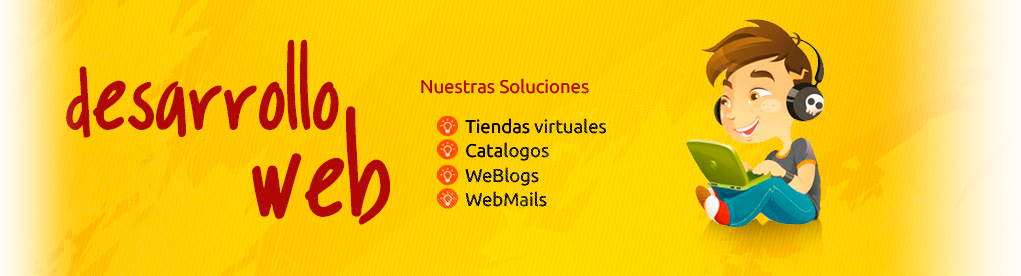 desarrollo
web
Nuestras Soluciones
Tiendas virtuales
Catalogos
WeBlogs
WebMails